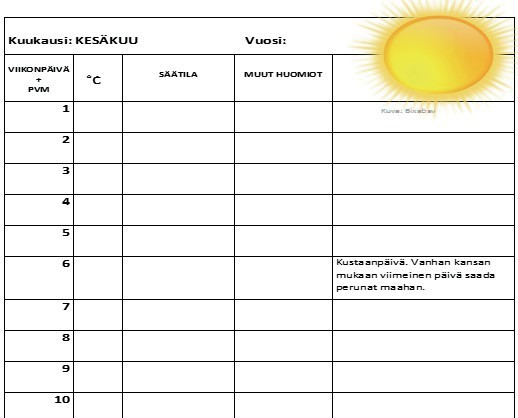 Kuukausi: KESÄKUU Vuosi:
VIIKONPÄIVÄ
+
PVM
°C
SÄÄTILA
MUUT HUOMIOT
Kuva: Bixabay
1
2
3
4
5
6
Kustaanpäivä. Vanhan kansan
mukaan viimeinen päivä saada
perunat maahan.
7
8
9
10